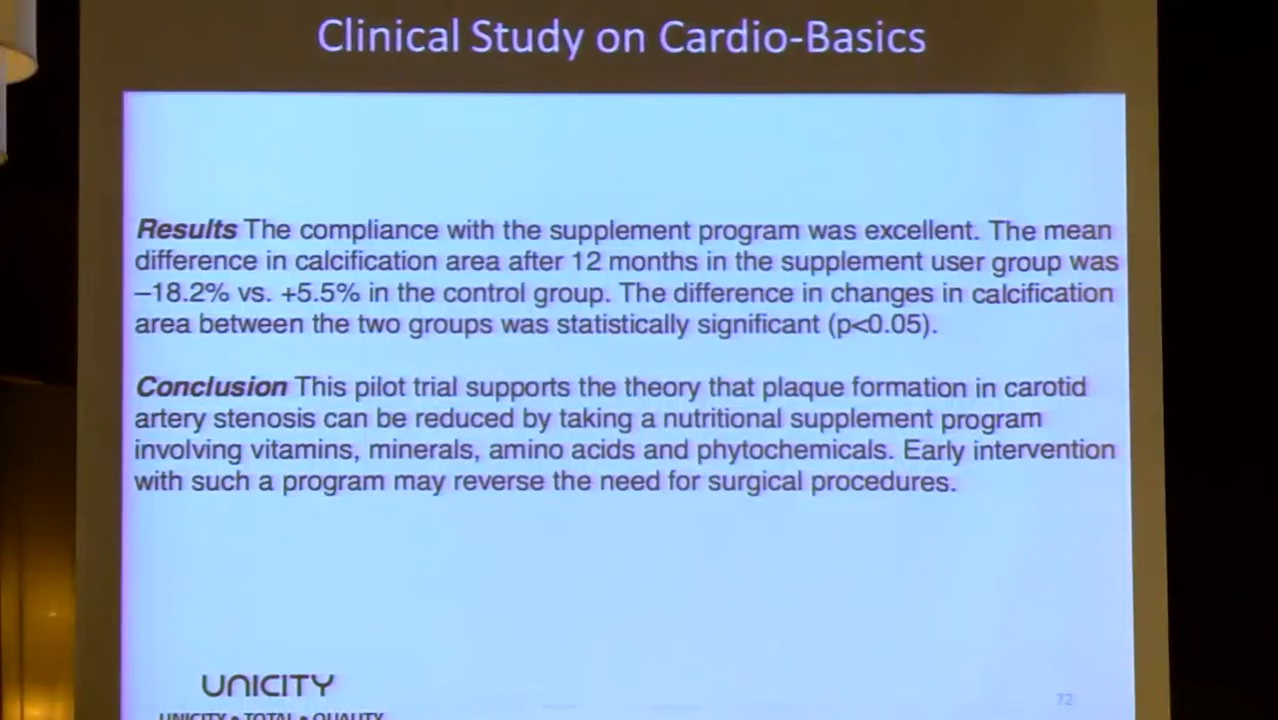 Clinical Study on Cardio-Basics
Results The compliance with the supplement program was excellent. The mean
difference in calcification area after 12 months in the supplement user group was
–18.2% vs. +5.5% in the control group. The difference in changes in calcification
area between the two groups was statistically significant (p<0.05).
Conclusion This pilot trial supports the theory that plaque formation in carotid
artery stenosis can be reduced by taking a nutritional supplement program
involving vitamins, minerals, amino acids and phytochemicals. Early intervention
with such a program may reverse the need for surgical procedures.
UNICITY
72
UNICITY • TOTAL • QUALITY